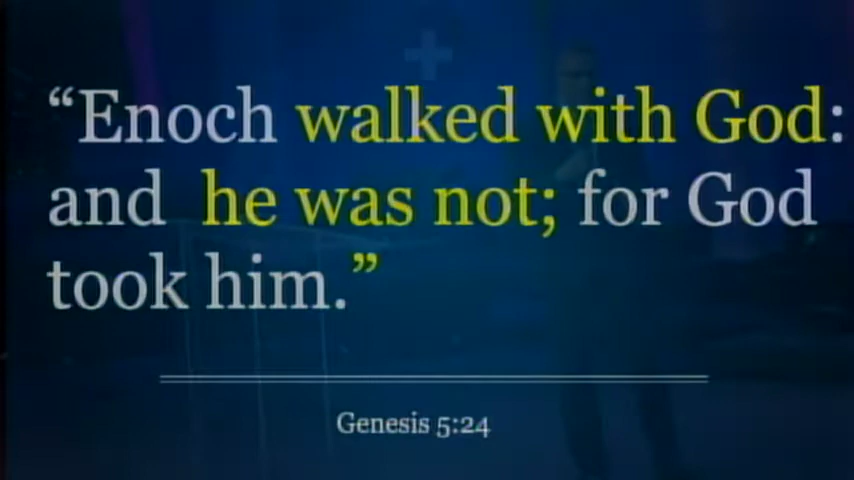 “Enoch walked with God:
and he was not; for God
took him.”
Genesis 5:24